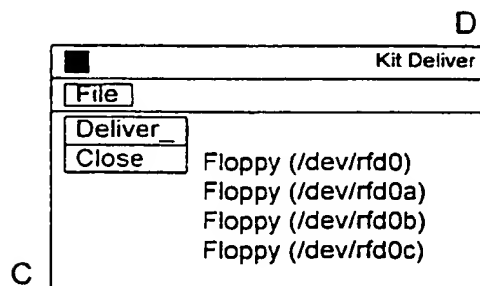 D
Kit Deliver
File
Deliver_
Close
Floppy (/dev/rfd0)
Floppy (/dev/rfd0a)
Floppy (/dev/rfd0b)
Floppy (/dev/rfd0c)
C